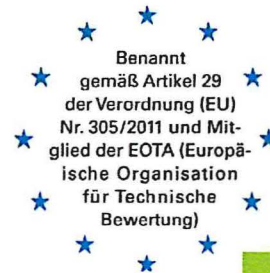 Benannt
gemäß Artikel 29
der Verordnung (EU)
Nr. 305/2011 und Mit-
glied der EOTA (Europä-
ische Organisation
für Technische
Bewertung)